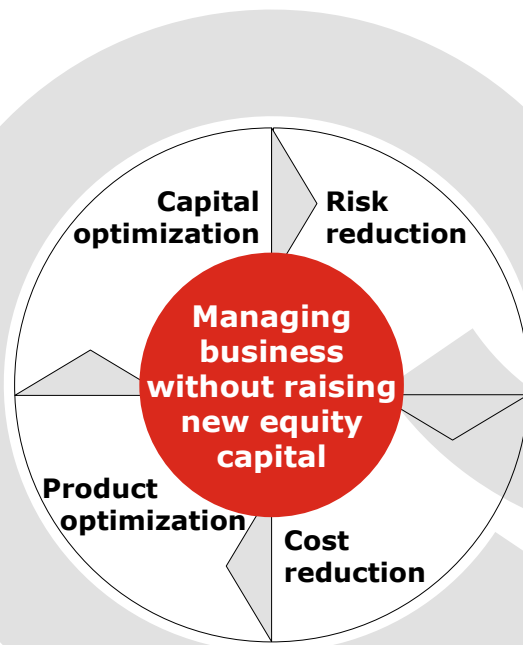 Capital
optimization
Risk
reduction
Managing
business
without raising
new equity
capital
Product
optimization
Cost
reduction